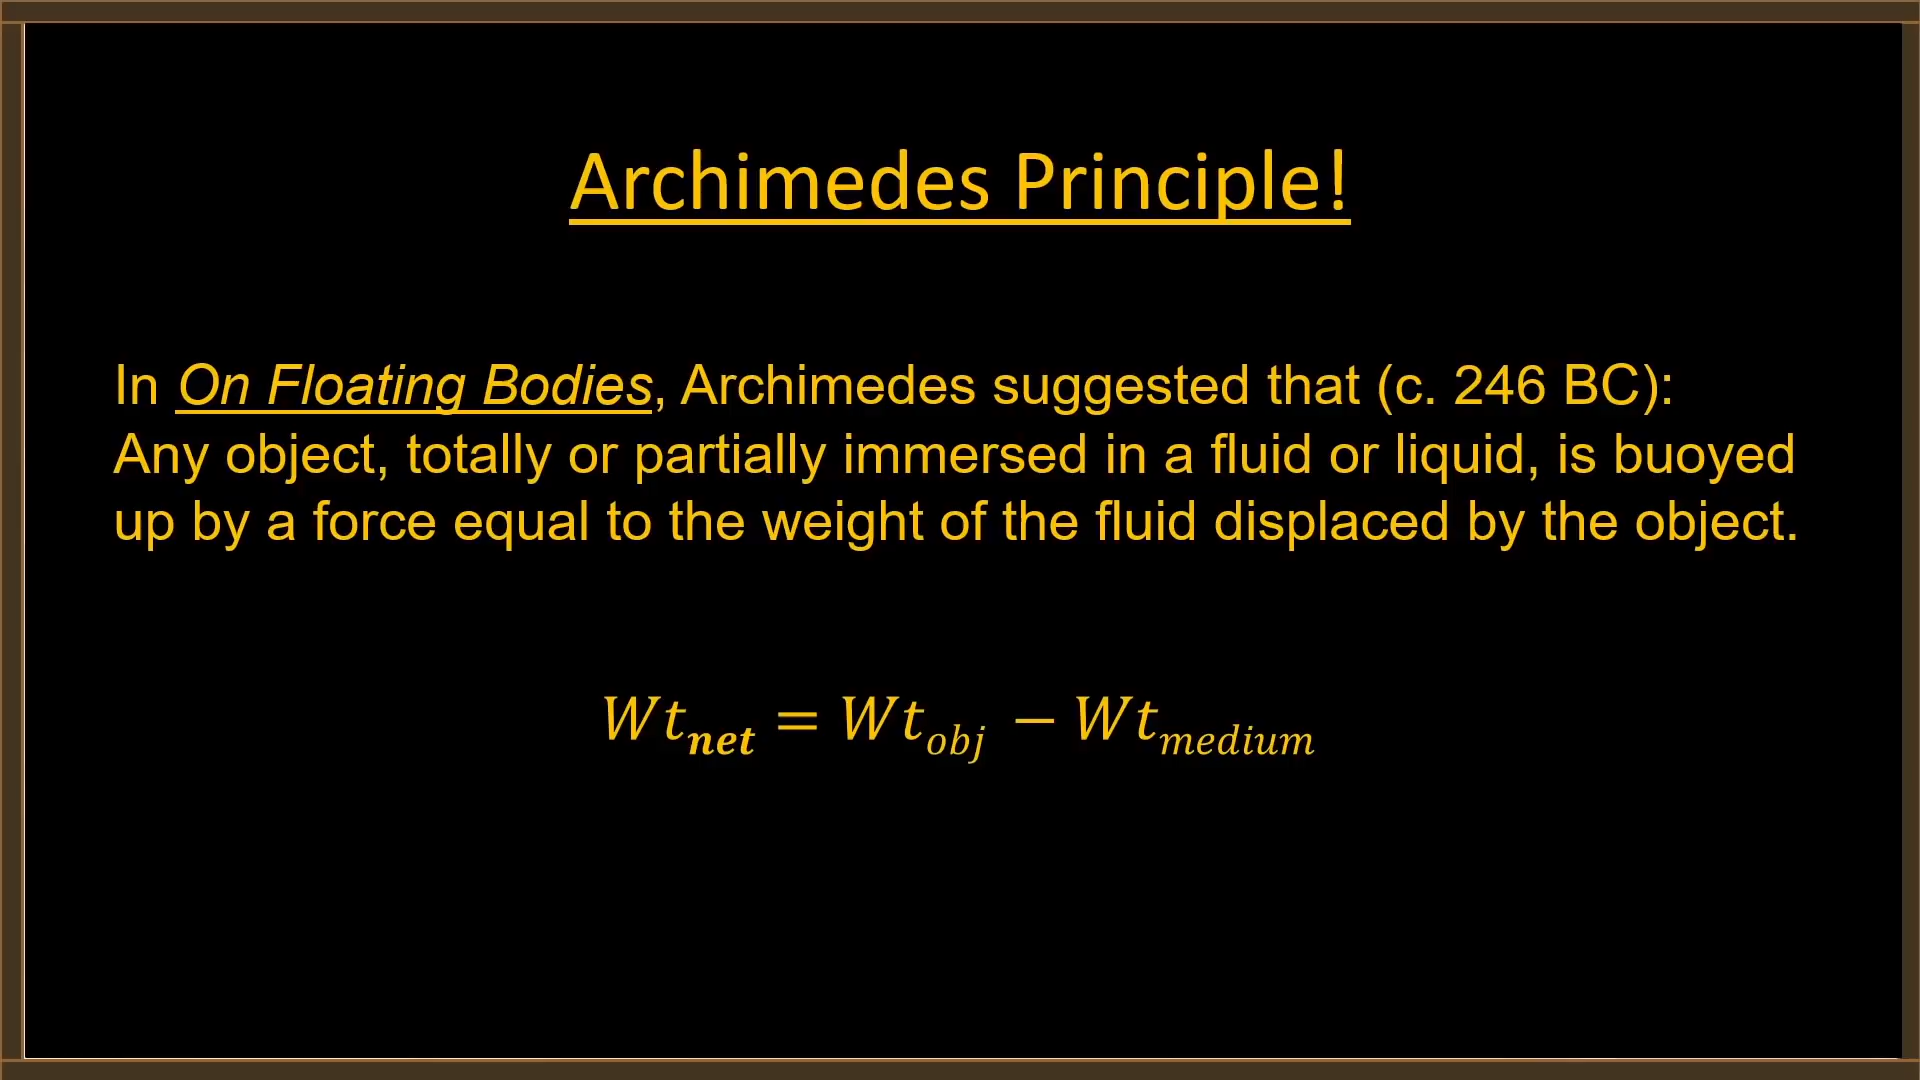 Archimedes Principle!
In On Floating Bodies, Archimedes suggested that (c. 246 BC):
Any object, totally or partially immersed in a fluid or liquid, is buoyed
up by a force equal to the weight of the fluid displaced by the object.
Wt_net = Wt_obj − Wt_medium